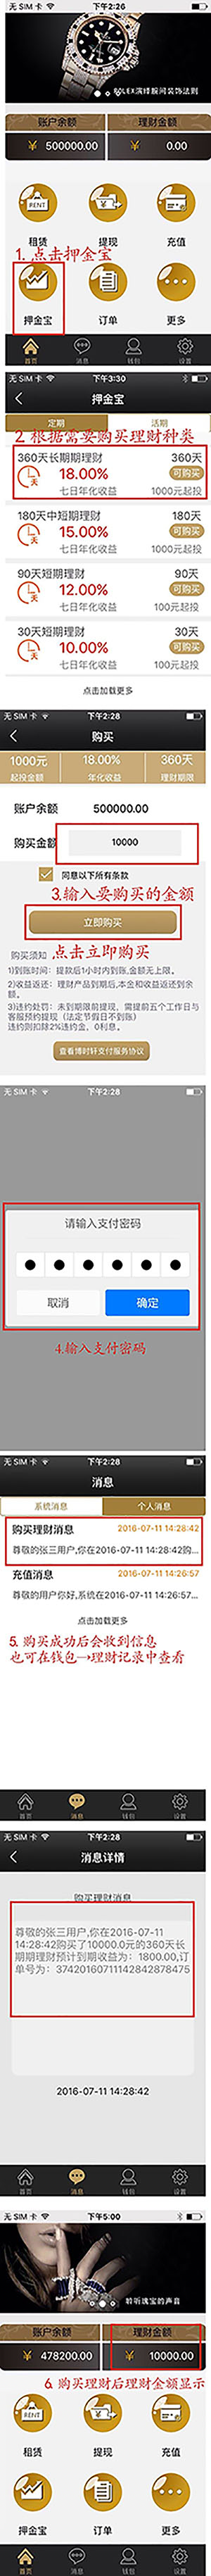 无 SIM 卡 下午2:26
ROLEX演绎腕间装饰法则
账户余额 理财金额
¥ 500000.00 ¥ 0.00
RENT
租赁 提现 充值
1. 点击押金宝
押金宝 订单 更多
首页 消息 钱包 设置
无 SIM 卡 下午3:30
押金宝
定期 活期
2. 根据需要购买理财种类
360天长期期理财 360天
天 18.00% 可购买
七日年化收益 1000元起投
180天中短期理财 180天
天 15.00% 可购买
七日年化收益 1000元起投
90天短期理财 90天
天 12.00% 可购买
七日年化收益 100元起投
30天短期理财 30天
天 10.00% 可购买
七日年化收益 100元起投
点击加载更多
无 SIM 卡 下午2:28
购买
1000元 18.00% 360天
起投金额 年化收益 理财期限
账户余额 500000.00
购买金额 10000
同意以下所有条款
3.输入要购买的金额
立即购买
购买须知 点击立即购买
1)到账时间：提款后1小时内到账,金额无上限。
2)收益返还：理财产品到期后,本金和收益返还到余
额。
3)违约处罚：未到期限前提现，需提前五个工作日与
客服预约提现（法定节假日不到账）
违约则扣除2%违约金，0利息。
查看博时轩支付服务协议
无 SIM 卡 下午2:28
请输入支付密码
取消 确定
4.输入支付密码
无 SIM 卡 下午2:28
消息
系统消息 个人消息
购买理财消息 2016-07-11 14:28:42
尊敬的张三用户,你在2016-07-11 14:28:42购...
充值消息 2016-07-11 14:26:57
尊敬的用户你好,系统在2016-07-11 14:26:57...
点击加载更多
5. 购买成功后会收到信息
也可在钱包→理财记录中查看
首页 消息 钱包 设置
无 SIM 卡 下午2:28
消息详情
购买理财消息
尊敬的张三用户,你在2016-07-11
14:28:42购买了10000.0元的360天长
期期理财预计到期收益为：1800.00,订
单号为：37420160711142842878475
2016-07-11 14:28:42
首页 消息 钱包 设置
无 SIM 卡 下午5:00
聆听瑰宝的声音
账户余额 理财金额
¥ 478200.00 ¥ 10000.00
6. 购买理财后理财金额显示
RENT
租赁 提现 充值
押金宝 订单 更多
首页 消息 钱包 设置